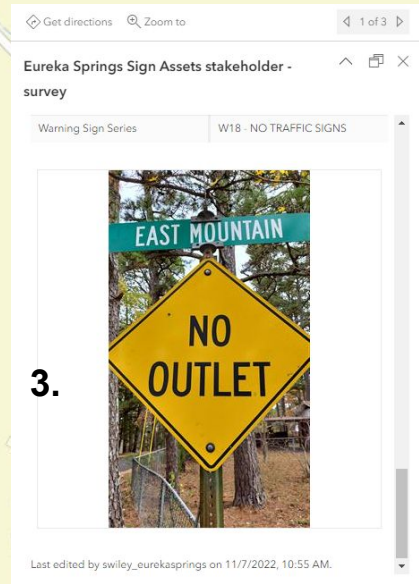 Get directions Zoom to 1 of 3
Eureka Springs Sign Assets stakeholder -
survey
Warning Sign Series W18 - NO TRAFFIC SIGNS
EAST MOUNTAIN
NO
OUTLET
3.
Last edited by swiley_eurekasprings on 11/7/2022, 10:55 AM.